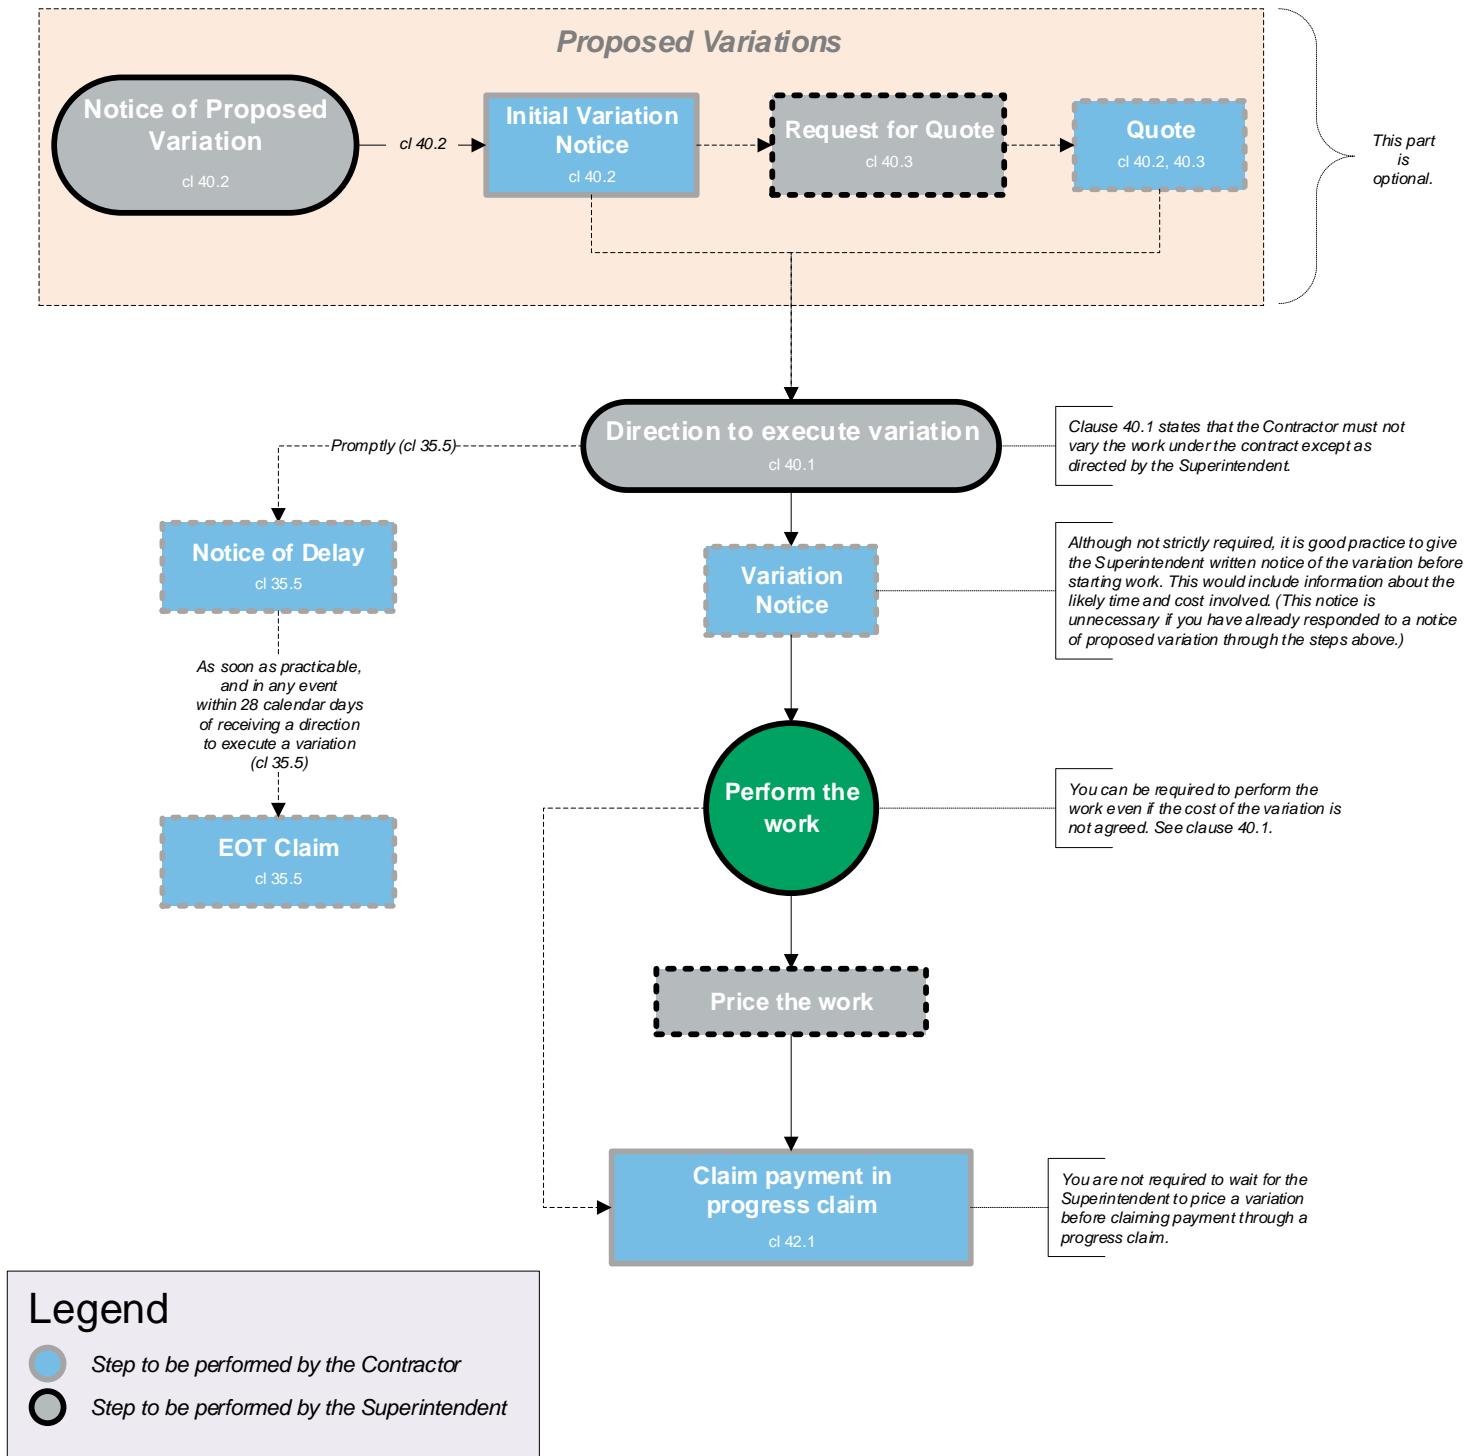 Proposed Variations
Notice of Proposed
Variation
cl 40.2
cl 40.2
Initial Variation
Notice
cl 40.2
Request for Quote
cl 40.3
Quote
cl 40.2, 40.3
This part
is
optional.
Direction to execute variation
cl 40.1
Clause 40.1 states that the Contractor must not
vary the work under the contract except as
directed by the Superintendent.
Promptly (cl 35.5)
Notice of Delay
cl 35.5
Variation
Notice
Although not strictly required, it is good practice to give
the Superintendent written notice of the variation before
starting work. This would include information about the
likely time and cost involved. (This notice is
unnecessary if you have already responded to a notice
of proposed variation through the steps above.)
As soon as practicable,
and in any event
within 28 calendar days
of receiving a direction
to execute a variation
(cl 35.5)
EOT Claim
cl 35.5
Perform the
work
You can be required to perform the
work even if the cost of the variation is
not agreed. See clause 40.1.
Price the work
Claim payment in
progress claim
cl 42.1
You are not required to wait for the
Superintendent to price a variation
before claiming payment through a
progress claim.
Legend
Step to be performed by the Contractor
Step to be performed by the Superintendent